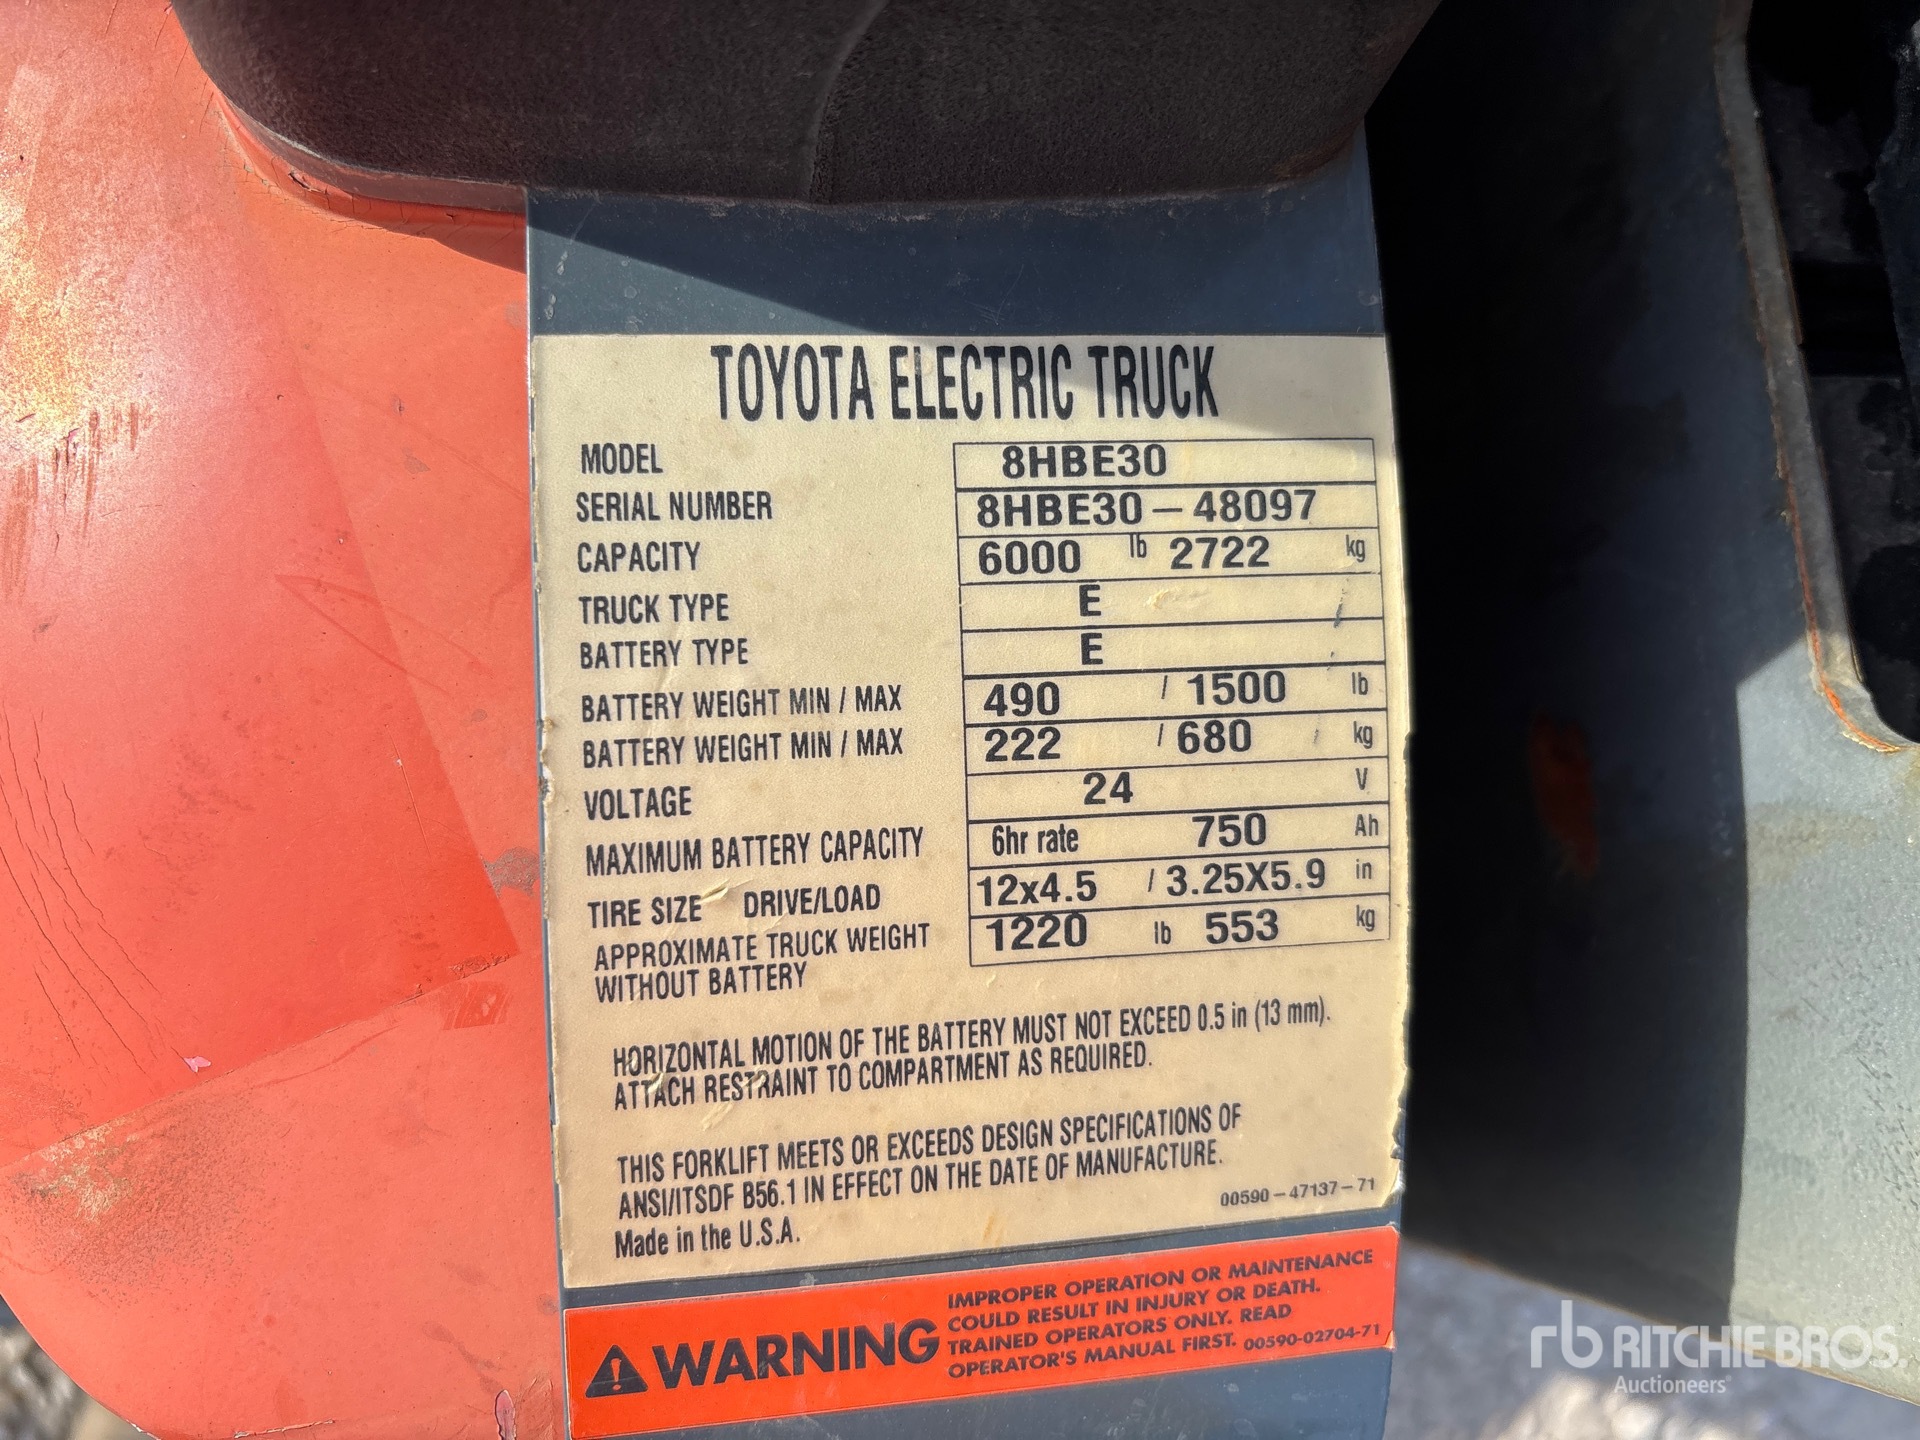 TOYOTA ELECTRIC TRUCK
MODEL 8HBE30
SERIAL NUMBER 8HBE30-48097
CAPACITY 6000 lb 2722 kg
TRUCK TYPE E
BATTERY TYPE E
BATTERY WEIGHT MIN / MAX 490 / 1500 lb
BATTERY WEIGHT MIN / MAX 222 / 680 kg
VOLTAGE 24 V
MAXIMUM BATTERY CAPACITY 6hr rate 750 Ah
TIRE SIZE DRIVE/LOAD 12x4.5 / 3.25X5.9 in
APPROXIMATE TRUCK WEIGHT 1220 lb 553 kg
WITHOUT BATTERY
HORIZONTAL MOTION OF THE BATTERY MUST NOT EXCEED 0.5 in (13 mm).
ATTACH RESTRAINT TO COMPARTMENT AS REQUIRED.
THIS FORKLIFT MEETS OR EXCEEDS DESIGN SPECIFICATIONS OF
ANSI/ITSDF B56.1 IN EFFECT ON THE DATE OF MANUFACTURE.
Made in the U.S.A.
00590-47137-71
WARNING
IMPROPER OPERATION OR MAINTENANCE
COULD RESULT IN INJURY OR DEATH.
TRAINED OPERATORS ONLY. READ
OPERATOR'S MANUAL FIRST. 00590-02704-71
rb RITCHIE BROS.
Auctioneers